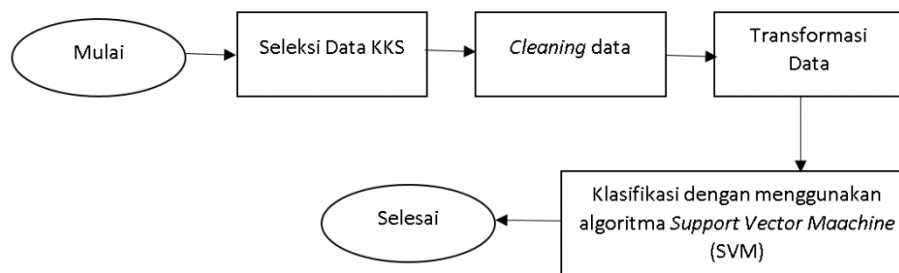 Mulai
Seleksi Data KKS
Cleaning data
Transformasi
Data
Klasifikasi dengan menggunakan
algoritma Support Vector Maachine
(SVM)
Selesai